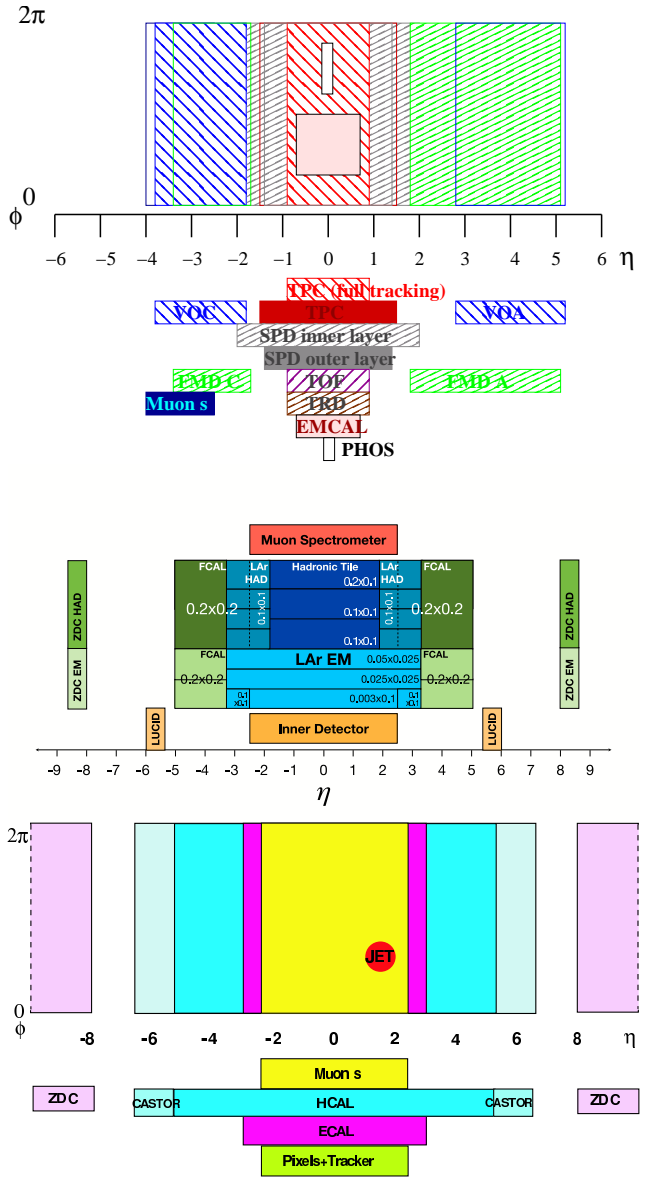 2π
0
ϕ
−6 −5 −4 −3 −2 −1 0 1 2 3 4 5 6 η
TPC (full tracking)
VOC TPC VOA
SPD inner layer
SPD outer layer
FMD C TOF FMD A
Muon s TRD
EMCAL
PHOS
Muon Spectrometer
FCAL LAr HAD Hadronic Tile LAr HAD FCAL
0.2x0.1
0.2x0.2 0.1x0.1 0.1x0.1 0.1x0.1 0.2x0.2
0.1x0.1
ZDC HAD ZDC HAD
FCAL LAr EM 0.05x0.025 FCAL
0.2x0.2 0.025x0.025 0.2x0.2
0.1 x0.1 0.003x0.1 0.1 x0.1
ZDC EM ZDC EM
LUCID Inner Detector LUCID
-9 -8 -7 -6 -5 -4 -3 -2 -1 0 1 2 3 4 5 6 7 8 9
η
2π
JET
0
ϕ -8 -6 -4 -2 0 2 4 6 8 η
Muon s
ZDC CASTOR HCAL CASTOR ZDC
ECAL
Pixels+Tracker